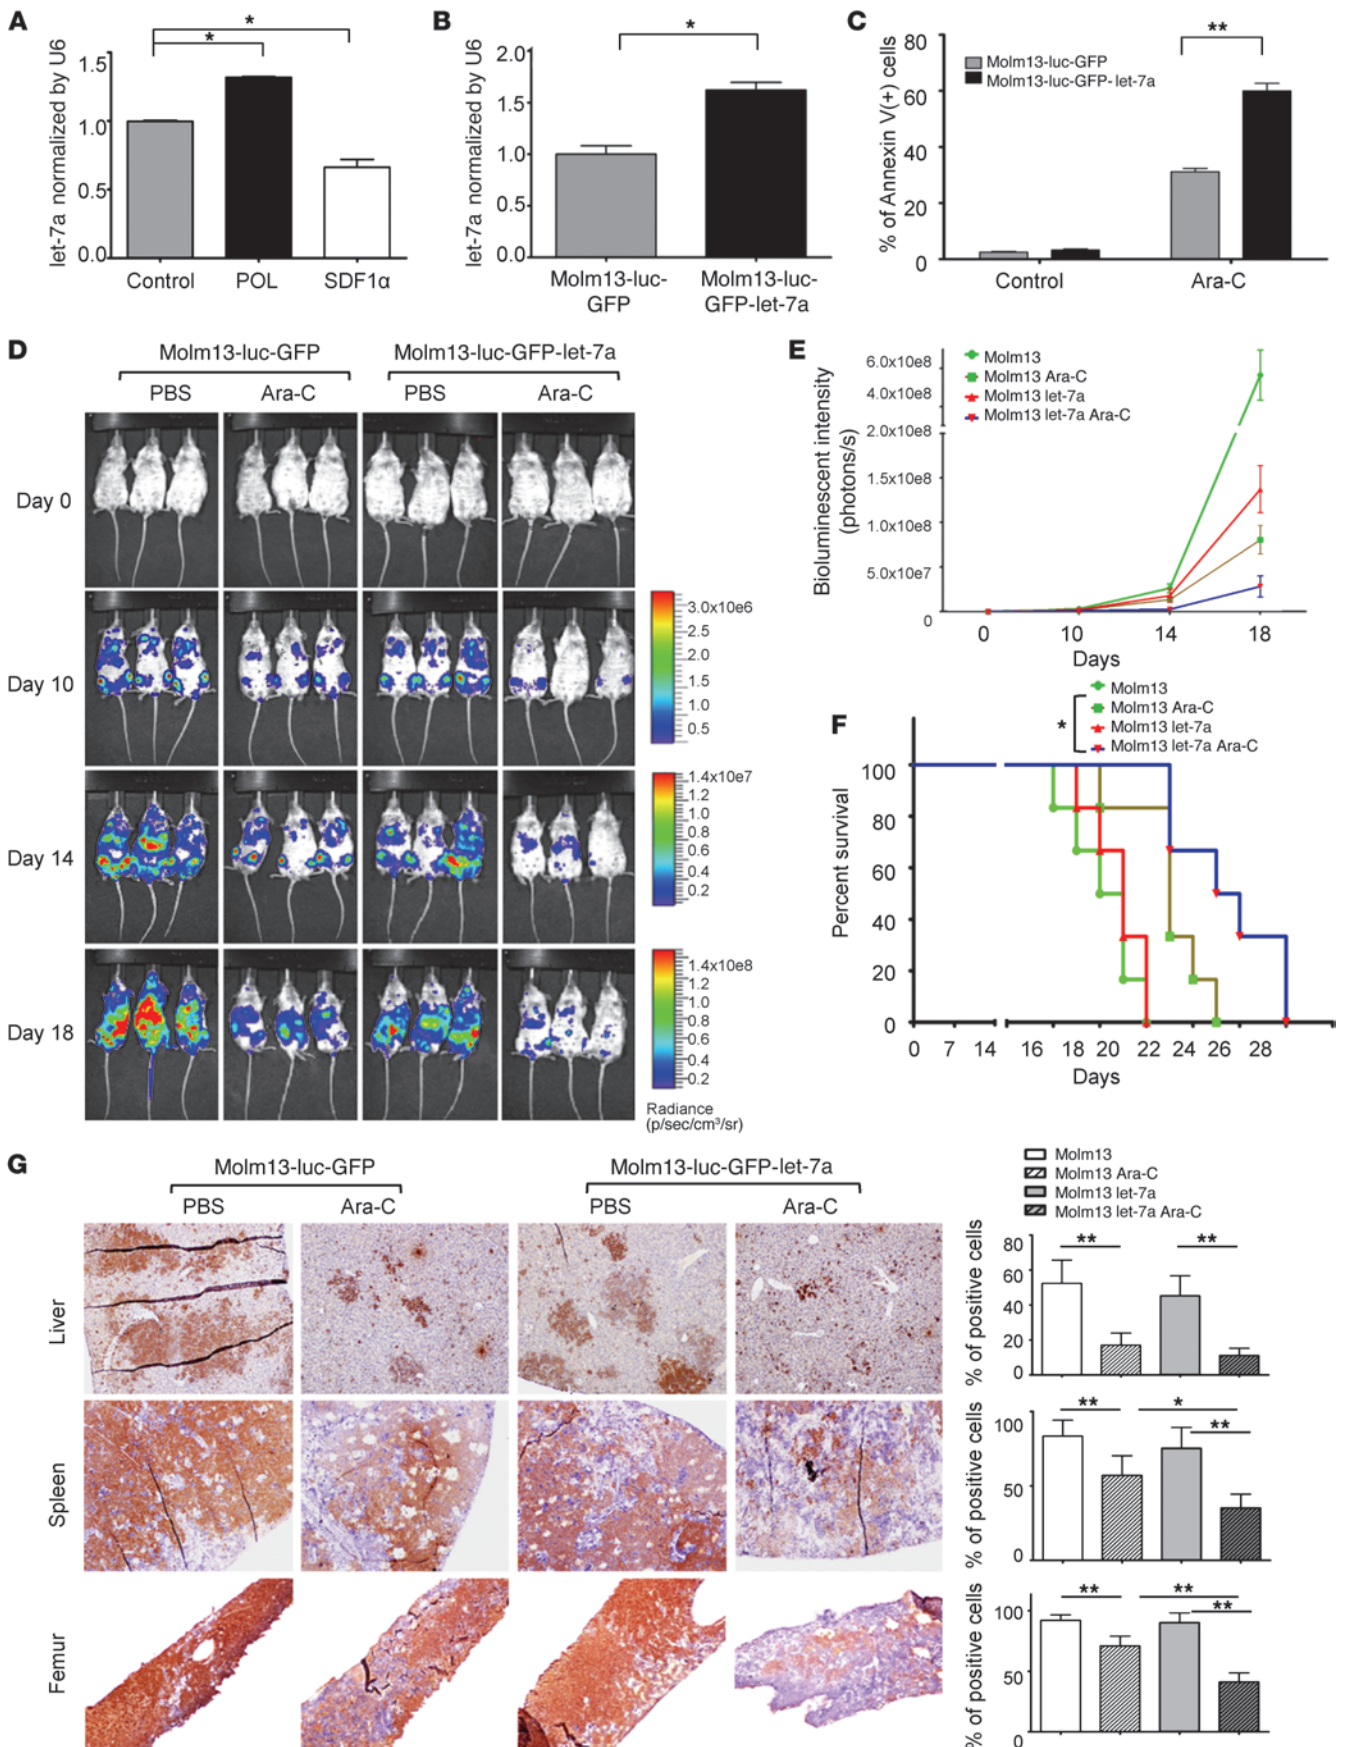 A
*
*
let-7a normalized by U6
1.5
1.0
0.5
0.0
Control POL SDF1α
B
*
let-7a normalized by U6
2.0
1.5
1.0
0.5
0.0
Molm13-luc-
GFP
Molm13-luc-
GFP-let-7a
C
**
% of Annexin V(+) cells
80
60
40
20
0
Molm13-luc-GFP
Molm13-luc-GFP-let-7a
Control Ara-C
D
Molm13-luc-GFP Molm13-luc-GFP-let-7a
PBS Ara-C PBS Ara-C
Day 0
Day 10
Day 14
Day 18
3.0x10e6
2.5
2.0
1.5
1.0
0.5
1.4x10e7
1.2
1.0
0.8
0.6
0.4
0.2
1.4x10e8
1.2
1.0
0.8
0.6
0.4
0.2
Radiance
(p/sec/cm³/sr)
E
Bioluminescent intensity
(photons/s)
6.0x10e8
4.0x10e8
2.0x10e8
1.5x10e8
1.0x10e8
5.0x10e7
0
Molm13
Molm13 Ara-C
Molm13 let-7a
Molm13 let-7a Ara-C
0 10 14 18
Days
F
*
Molm13
Molm13 Ara-C
Molm13 let-7a
Molm13 let-7a Ara-C
Percent survival
100
80
60
40
20
0
0 7 14 16 18 20 22 24 26 28
Days
G
Molm13-luc-GFP Molm13-luc-GFP-let-7a
PBS Ara-C PBS Ara-C
Liver
Spleen
Femur
Molm13
Molm13 Ara-C
Molm13 let-7a
Molm13 let-7a Ara-C
% of positive cells
80
60
40
20
0
** **
% of positive cells
100
50
0
** *
**
% of positive cells
100
50
0
** **
**